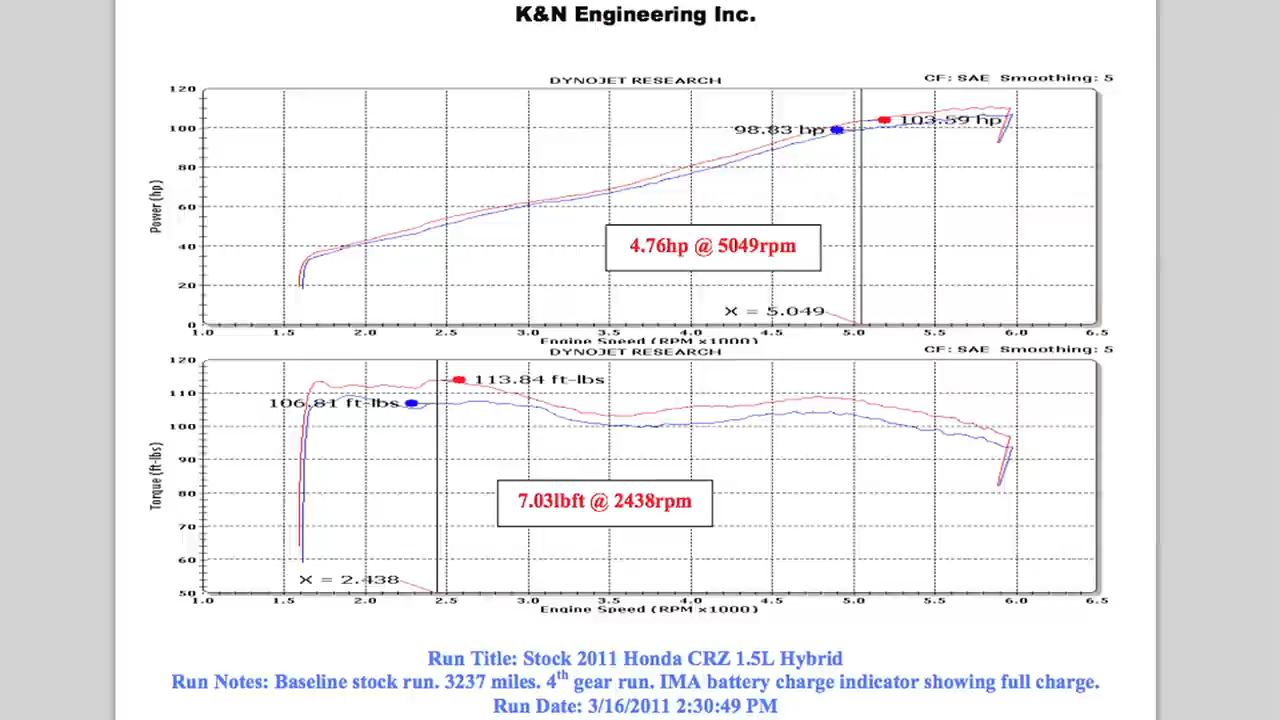 K&N Engineering Inc.
DYNOJET RESEARCH
CF: SAE Smoothing: 5
120
100
80
60
40
20
0
Power (hp)
98.83 hp
103.59 hp
4.76hp @ 5049rpm
X = 5.049
1.0 1.5 2.0 2.5 3.0 3.5 4.0 4.5 5.0 5.5 6.0 6.5
Engine Speed (RPM x1000)
DYNOJET RESEARCH
CF: SAE Smoothing: 5
120
110
100
90
80
70
60
50
Torque (ft-lbs)
106.81 ft-lbs
113.84 ft-lbs
7.03lbft @ 2438rpm
X = 2.438
1.0 1.5 2.0 2.5 3.0 3.5 4.0 4.5 5.0 5.5 6.0 6.5
Engine Speed (RPM x1000)
Run Title: Stock 2011 Honda CRZ 1.5L Hybrid
Run Notes: Baseline stock run. 3237 miles. 4th gear run. IMA battery charge indicator showing full charge.
Run Date: 3/16/2011 2:30:49 PM